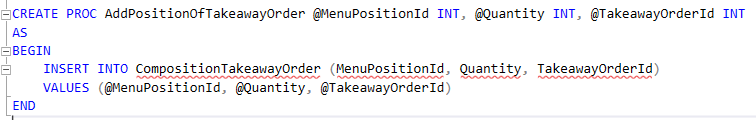 CREATE PROC AddPositionOfTakeawayOrder @MenuPositionId INT, @Quantity INT, @TakeawayOrderId INT
AS
BEGIN
    INSERT INTO CompositionTakeawayOrder (MenuPositionId, Quantity, TakeawayOrderId)
    VALUES (@MenuPositionId, @Quantity, @TakeawayOrderId)
END